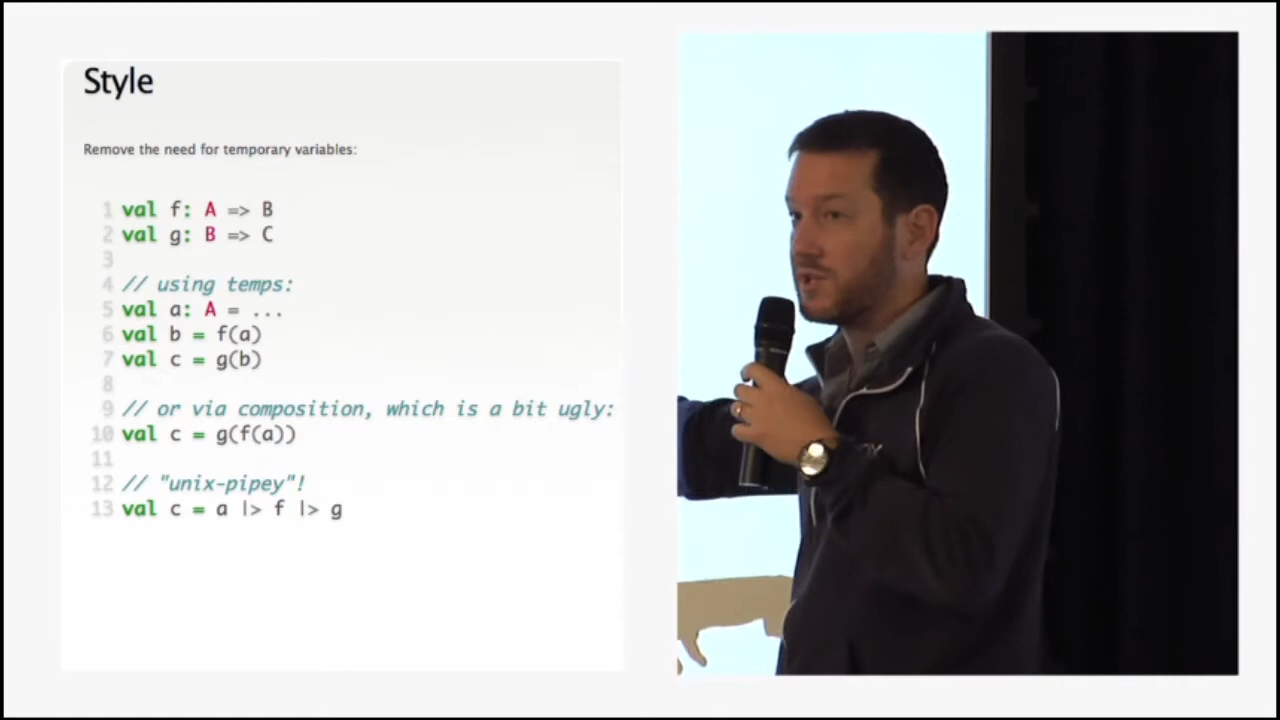 Style
Remove the need for temporary variables:
1 val f: A => B
2 val g: B => C
3
4 // using temps:
5 val a: A = ...
6 val b = f(a)
7 val c = g(b)
8
9 // or via composition, which is a bit ugly:
10 val c = g(f(a))
11
12 // "unix-pipey"!
13 val c = a |> f |> g